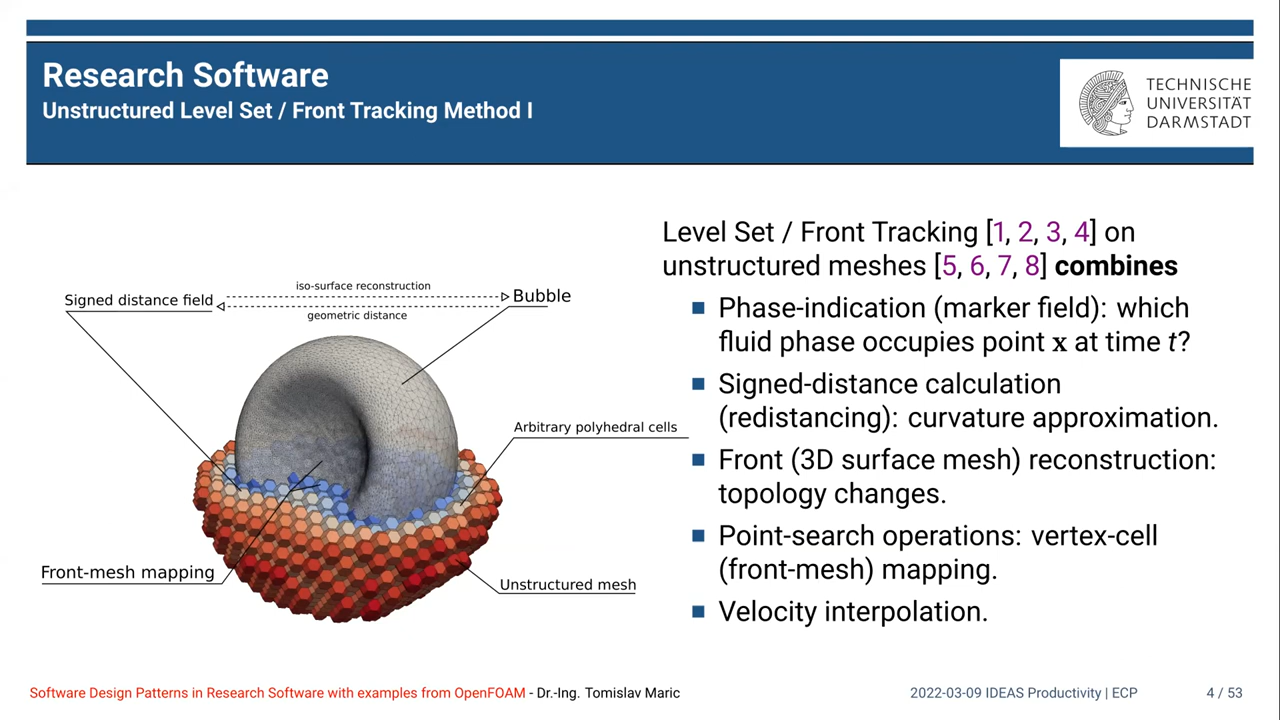 Research Software
Unstructured Level Set / Front Tracking Method I
TECHNISCHE
UNIVERSITÄT
DARMSTADT
Signed distance field
iso-surface reconstruction
geometric distance
Bubble
Arbitrary polyhedral cells
Front-mesh mapping
Unstructured mesh
Level Set / Front Tracking [1, 2, 3, 4] on
unstructured meshes [5, 6, 7, 8] combines
Phase-indication (marker field): which
fluid phase occupies point x at time t?
Signed-distance calculation
(redistancing): curvature approximation.
Front (3D surface mesh) reconstruction:
topology changes.
Point-search operations: vertex-cell
(front-mesh) mapping.
Velocity interpolation.
Software Design Patterns in Research Software with examples from OpenFOAM - Dr.-Ing. Tomislav Maric
2022-03-09 IDEAS Productivity | ECP
4 / 53